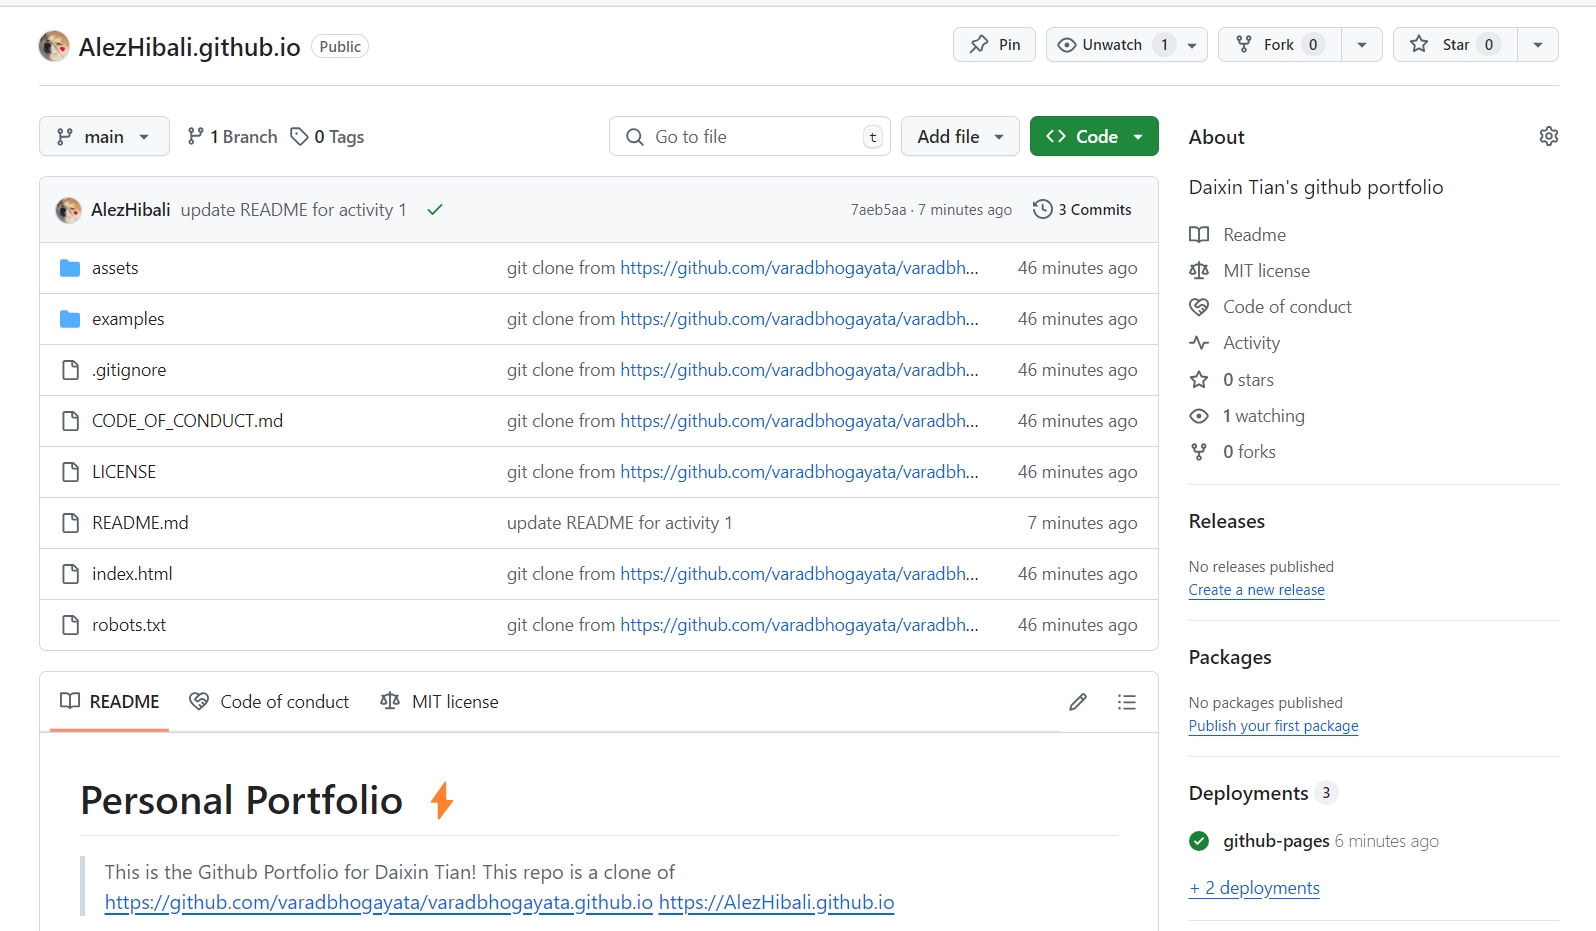 AlezHibali.github.io Public
Pin Unwatch 1 Fork 0 Star 0
main 1 Branch 0 Tags Go to file t Add file Code
AlezHibali update README for activity 1 7aeb5aa · 7 minutes ago 3 Commits
assets git clone from https://github.com/varadbhogayata/varadbh... 46 minutes ago
examples git clone from https://github.com/varadbhogayata/varadbh... 46 minutes ago
.gitignore git clone from https://github.com/varadbhogayata/varadbh... 46 minutes ago
CODE_OF_CONDUCT.md git clone from https://github.com/varadbhogayata/varadbh... 46 minutes ago
LICENSE git clone from https://github.com/varadbhogayata/varadbh... 46 minutes ago
README.md update README for activity 1 7 minutes ago
index.html git clone from https://github.com/varadbhogayata/varadbh... 46 minutes ago
robots.txt git clone from https://github.com/varadbhogayata/varadbh... 46 minutes ago
README Code of conduct MIT license
Personal Portfolio ⚡
This is the Github Portfolio for Daixin Tian! This repo is a clone of
https://github.com/varadbhogayata/varadbhogayata.github.io https://AlezHibali.github.io
About
Daixin Tian's github portfolio
Readme
MIT license
Code of conduct
Activity
0 stars
1 watching
0 forks
Releases
No releases published
Create a new release
Packages
No packages published
Publish your first package
Deployments 3
github-pages 6 minutes ago
+ 2 deployments